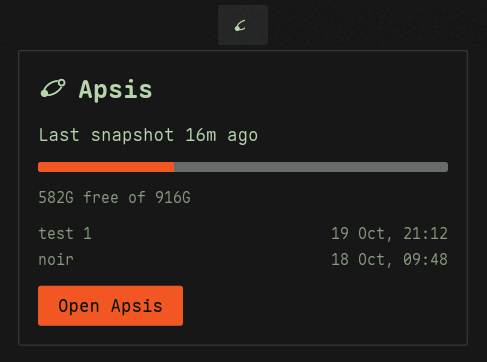 Apsis
Last snapshot 16m ago
582G free of 916G
test 1 19 Oct, 21:12
noir 18 Oct, 09:48
Open Apsis